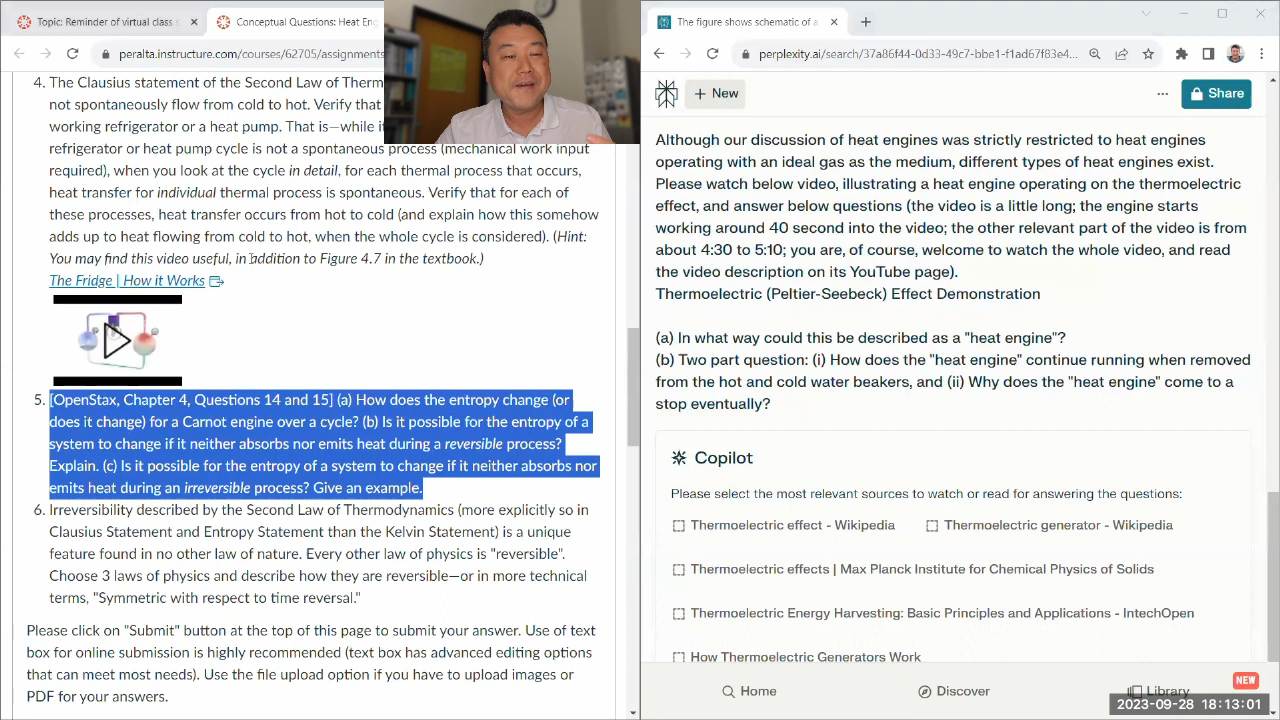 Topic: Reminder of virtual class s
Conceptual Questions: Heat Eng
peralta.instructure.com/courses/62705/assignments
4. The Clausius statement of the Second Law of Therm
not spontaneously flow from cold to hot. Verify that
working refrigerator or a heat pump. That is—while i
refrigerator or heat pump cycle is not a spontaneous process (mechanical work input
required), when you look at the cycle in detail, for each thermal process that occurs,
heat transfer for individual thermal process is spontaneous. Verify that for each of
these processes, heat transfer occurs from hot to cold (and explain how this somehow
adds up to heat flowing from cold to hot, when the whole cycle is considered). (Hint:
You may find this video useful, in addition to Figure 4.7 in the textbook.)
The Fridge | How it Works
5. [OpenStax, Chapter 4, Questions 14 and 15] (a) How does the entropy change (or
does it change) for a Carnot engine over a cycle? (b) Is it possible for the entropy of a
system to change if it neither absorbs nor emits heat during a reversible process?
Explain. (c) Is it possible for the entropy of a system to change if it neither absorbs nor
emits heat during an irreversible process? Give an example.
6. Irreversibility described by the Second Law of Thermodynamics (more explicitly so in
Clausius Statement and Entropy Statement than the Kelvin Statement) is a unique
feature found in no other law of nature. Every other law of physics is "reversible".
Choose 3 laws of physics and describe how they are reversible—or in more technical
terms, "Symmetric with respect to time reversal."
Please click on "Submit" button at the top of this page to submit your answer. Use of text
box for online submission is highly recommended (text box has advanced editing options
that can meet most needs). Use the file upload option if you have to upload images or
PDF for your answers.
The figure shows schematic of a
perplexity.ai/search/37a86f44-0d33-49c7-bbe1-f1ad67f83e4...
New
Share
Although our discussion of heat engines was strictly restricted to heat engines
operating with an ideal gas as the medium, different types of heat engines exist.
Please watch below video, illustrating a heat engine operating on the thermoelectric
effect, and answer below questions (the video is a little long; the engine starts
working around 40 second into the video; the other relevant part of the video is from
about 4:30 to 5:10; you are, of course, welcome to watch the whole video, and read
the video description on its YouTube page).
Thermoelectric (Peltier-Seebeck) Effect Demonstration
(a) In what way could this be described as a "heat engine"?
(b) Two part question: (i) How does the "heat engine" continue running when removed
from the hot and cold water beakers, and (ii) Why does the "heat engine" come to a
stop eventually?
Copilot
Please select the most relevant sources to watch or read for answering the questions:
Thermoelectric effect - Wikipedia
Thermoelectric generator - Wikipedia
Thermoelectric effects | Max Planck Institute for Chemical Physics of Solids
Thermoelectric Energy Harvesting: Basic Principles and Applications - IntechOpen
How Thermoelectric Generators Work
Home
Discover
Library
NEW
2023-09-28 18:13:01